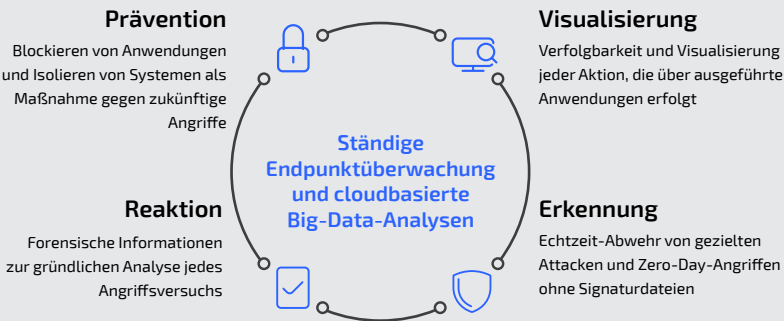 Prävention
Blockieren von Anwendungen
und Isolieren von Systemen als
Maßnahme gegen zukünftige
Angriffe
Visualisierung
Verfolgbarkeit und Visualisierung
jeder Aktion, die über ausgeführte
Anwendungen erfolgt
Ständige
Endpunktüberwachung
und cloudbasierte
Big-Data-Analysen
Reaktion
Forensische Informationen
zur gründlichen Analyse jedes
Angriffsversuchs
Erkennung
Echtzeit-Abwehr von gezielten
Attacken und Zero-Day-Angriffen
ohne Signaturdateien